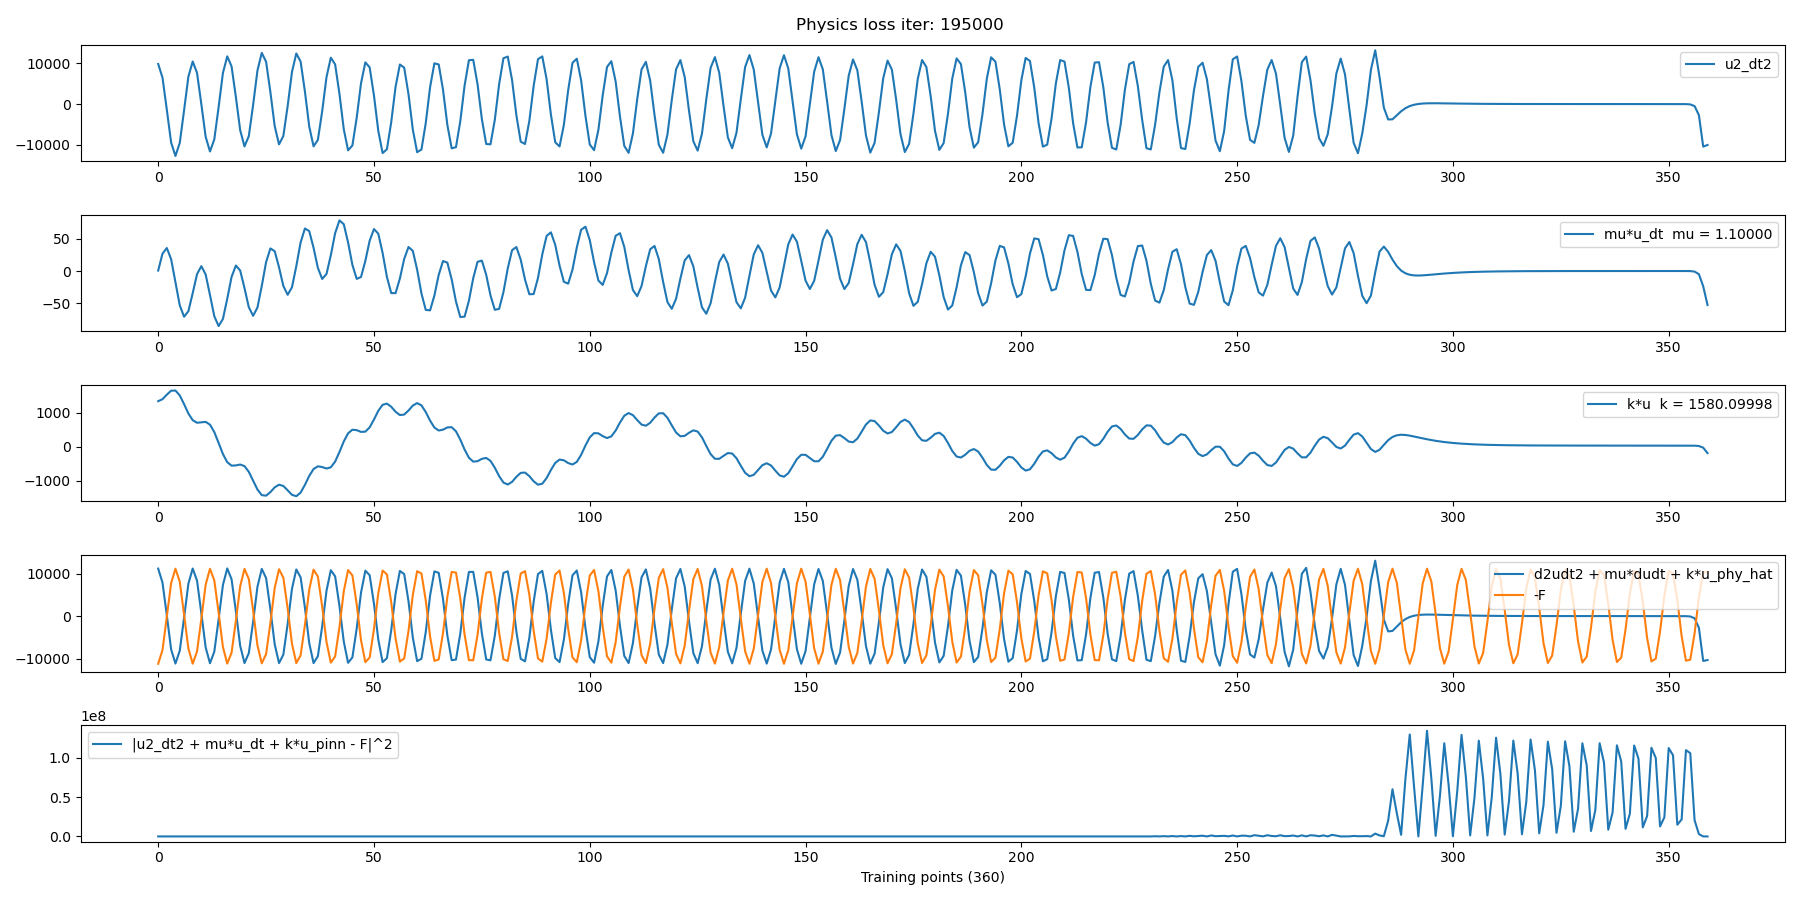 Physics loss iter: 195000
10000
0
−10000
u2_dt2
0 50 100 150 200 250 300 350
50
0
−50
mu*u_dt mu = 1.10000
0 50 100 150 200 250 300 350
1000
0
−1000
k*u k = 1580.09998
0 50 100 150 200 250 300 350
10000
0
−10000
d2udt2 + mu*dudt + k*u_phy_hat
-F
0 50 100 150 200 250 300 350
1e8
1.0
0.5
0.0
|u2_dt2 + mu*u_dt + k*u_pinn - F|^2
0 50 100 150 200 250 300 350
Training points (360)